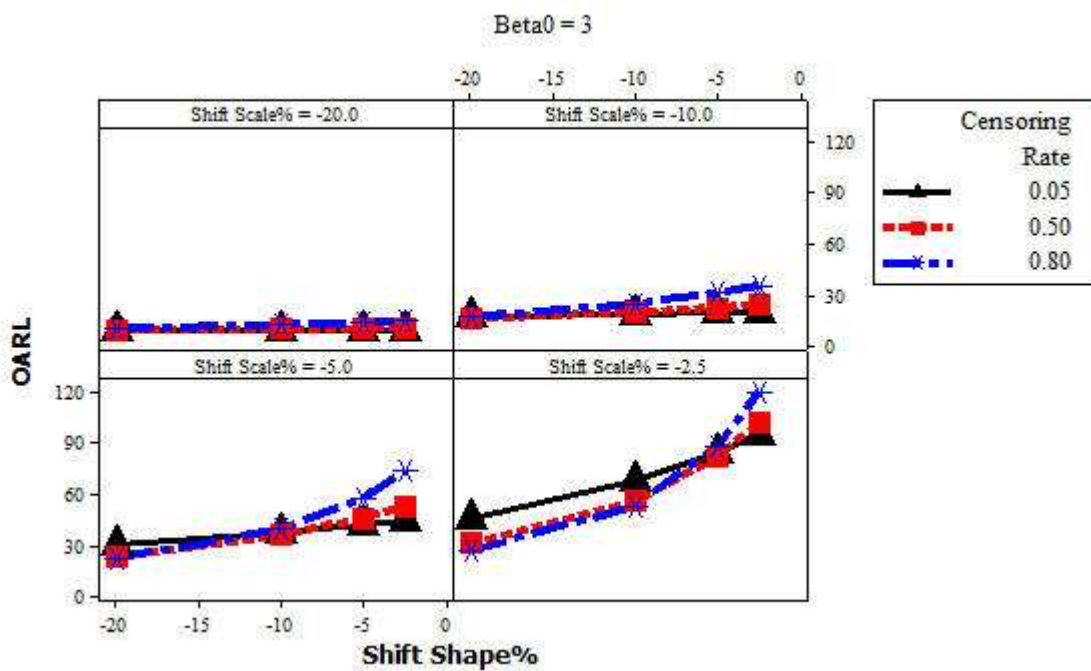 Beta0 = 3
-20 -15 -10 -5 0
Shift Scale% = -20.0
Shift Scale% = -10.0
120
90
60
30
0
Censoring
Rate
0.05
0.50
0.80
OARL
Shift Scale% = -5.0
Shift Scale% = -2.5
120
90
60
30
0
-20 -15 -10 -5 0
Shift Shape%